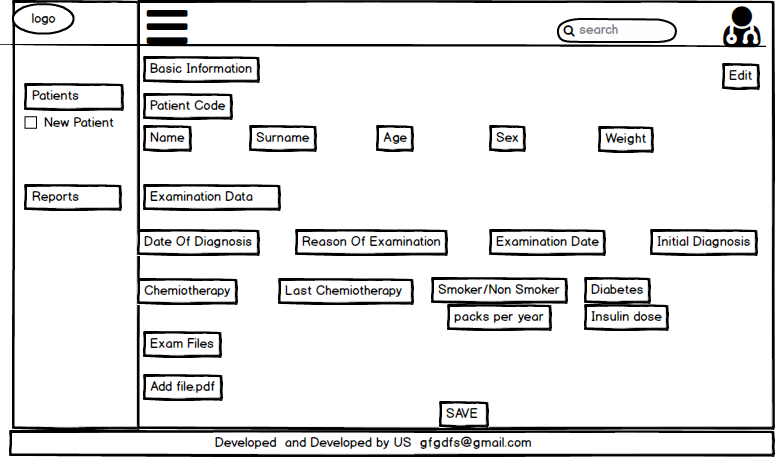 logo
search
Basic Information
Edit
Patients
Patient Code
New Patient
Name Surname Age Sex Weight
Reports
Examination Data
Date Of Diagnosis Reason Of Examination Examination Date Initial Diagnosis
Chemiotherapy Last Chemiotherapy Smoker/Non Smoker Diabetes
packs per year Insulin dose
Exam Files
Add file.pdf
SAVE
Developed and Developed by US gfgdfs@gmail.com